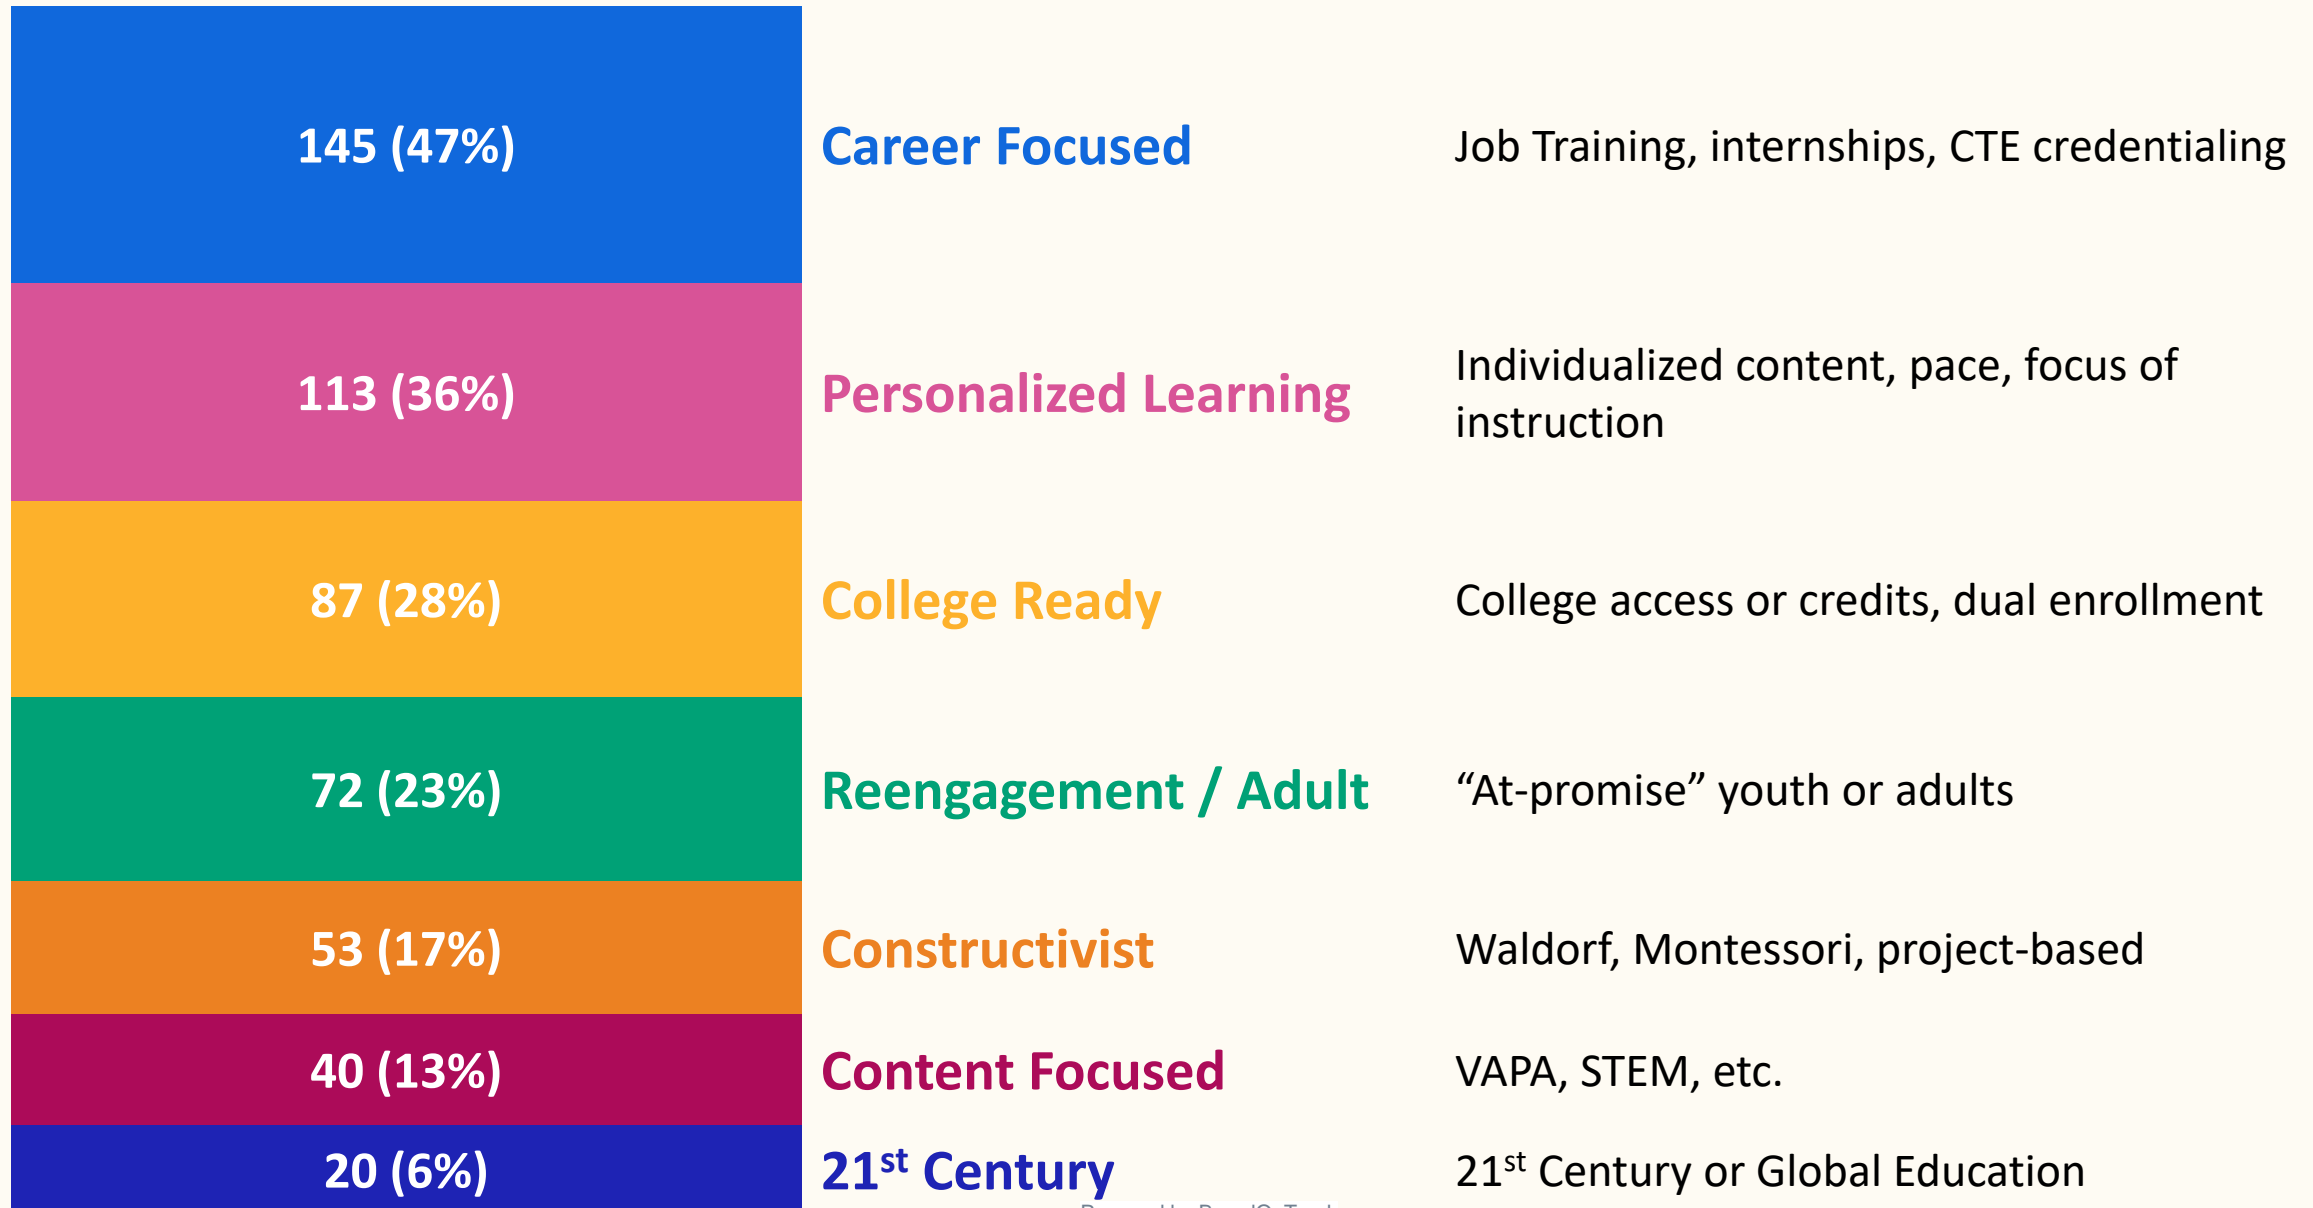 145 (47%) Career Focused Job Training, internships, CTE credentialing
113 (36%) Personalized Learning Individualized content, pace, focus of
instruction
87 (28%) College Ready College access or credits, dual enrollment
72 (23%) Reengagement / Adult “At-promise” youth or adults
53 (17%) Constructivist Waldorf, Montessori, project-based
40 (13%) Content Focused VAPA, STEM, etc.
20 (6%) 21st Century 21st Century or Global Education